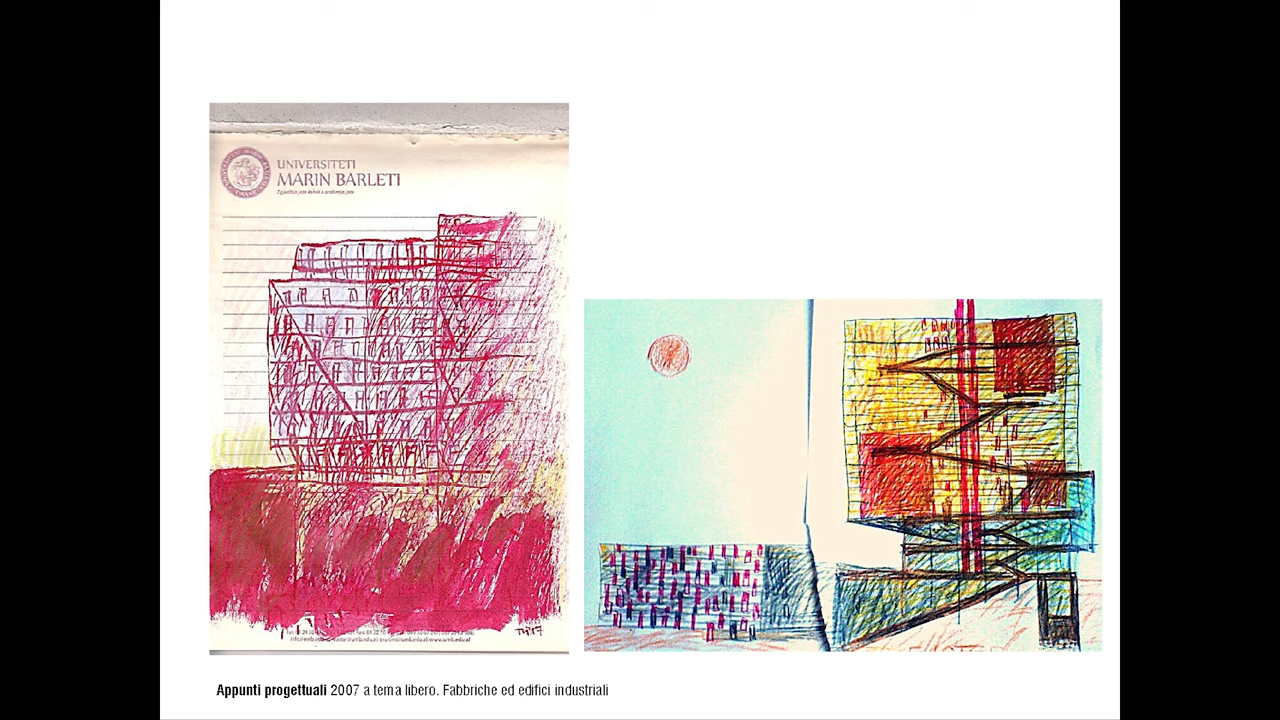 UNIVERSITETI
MARIN BARLETI
Appunti progettuali 2007 a tema libero. Fabbriche ed edifici industriali